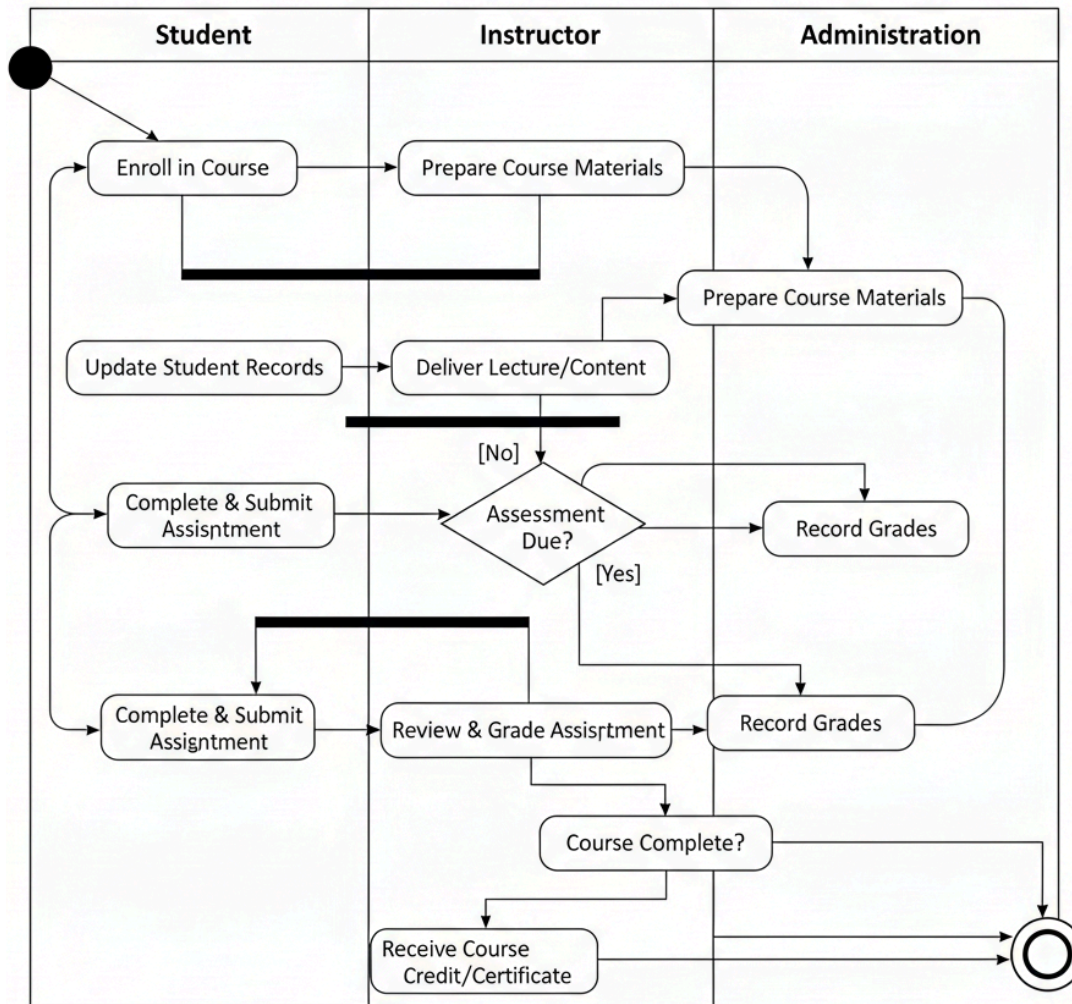 Student
Instructor
Administration
Enroll in Course
Prepare Course Materials
Prepare Course Materials
Update Student Records
Deliver Lecture/Content
[No]
Complete & Submit
Assisntment
Assessment
Due?
Record Grades
[Yes]
Complete & Submit
Assigntment
Review & Grade Assisrtment
Record Grades
Course Complete?
Receive Course
Credit/Certificate